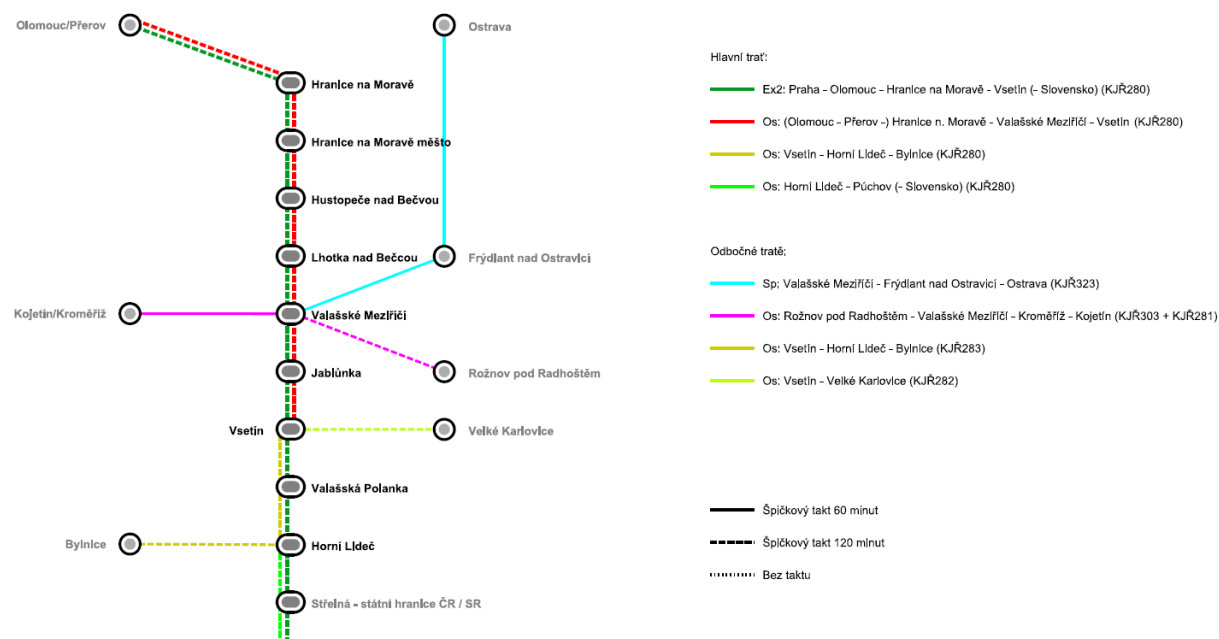 Olomouc/Přerov
Ostrava
Hranice na Moravě
Hranice na Moravě město
Hustopeče nad Bečvou
Lhotka nad Bečcou
Frýdlant nad Ostravicí
Kojetín/Kroměříž
Valašské Meziříčí
Jablůnka
Rožnov pod Radhoštěm
Vsetín
Velké Karlovice
Valašská Polanka
Bylnice
Horní Lideč
Střelná - státní hranice ČR / SR
Hlavní trať:
Ex2: Praha - Olomouc - Hranice na Moravě - Vsetín (- Slovensko) (KJŘ280)
Os: (Olomouc - Přerov -) Hranice n. Moravě - Valašské Meziříčí - Vsetín (KJŘ280)
Os: Vsetín - Horní Lideč - Bylnice (KJŘ280)
Os: Horní Lideč - Púchov (- Slovensko) (KJŘ280)
Odbočné tratě:
Sp: Valašské Meziříčí - Frýdlant nad Ostravicí - Ostrava (KJŘ323)
Os: Rožnov pod Radhoštěm - Valašské Meziříčí - Kroměříž - Kojetín (KJŘ303 + KJŘ281)
Os: Vsetín - Horní Lideč - Bylnice (KJŘ283)
Os: Vsetín - Velké Karlovice (KJŘ282)
Špičkový takt 60 minut
Špičkový takt 120 minut
Bez taktu